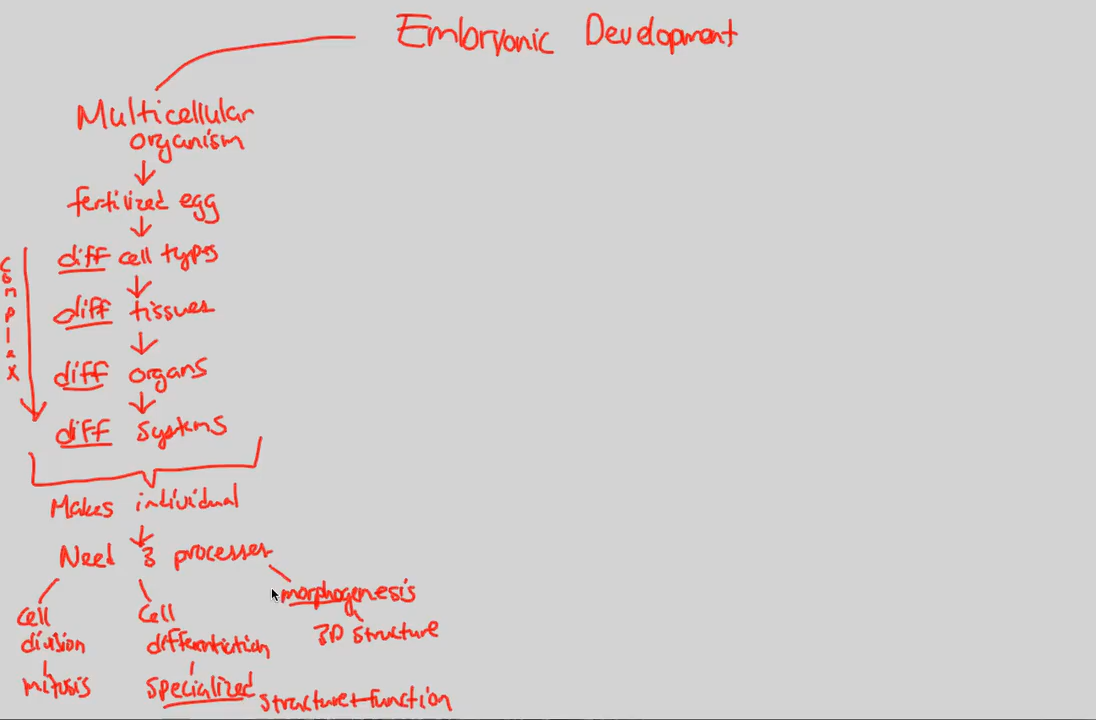 Embryonic Development
Multicellular
organism
fertilized egg
diff cell types
diff tissues
diff organs
diff systems
Complex
Makes individual
Need 3 processes
Cell
division
mitosis
Cell
differentiation
specialized
structure+function
morphogenesis
3D structure